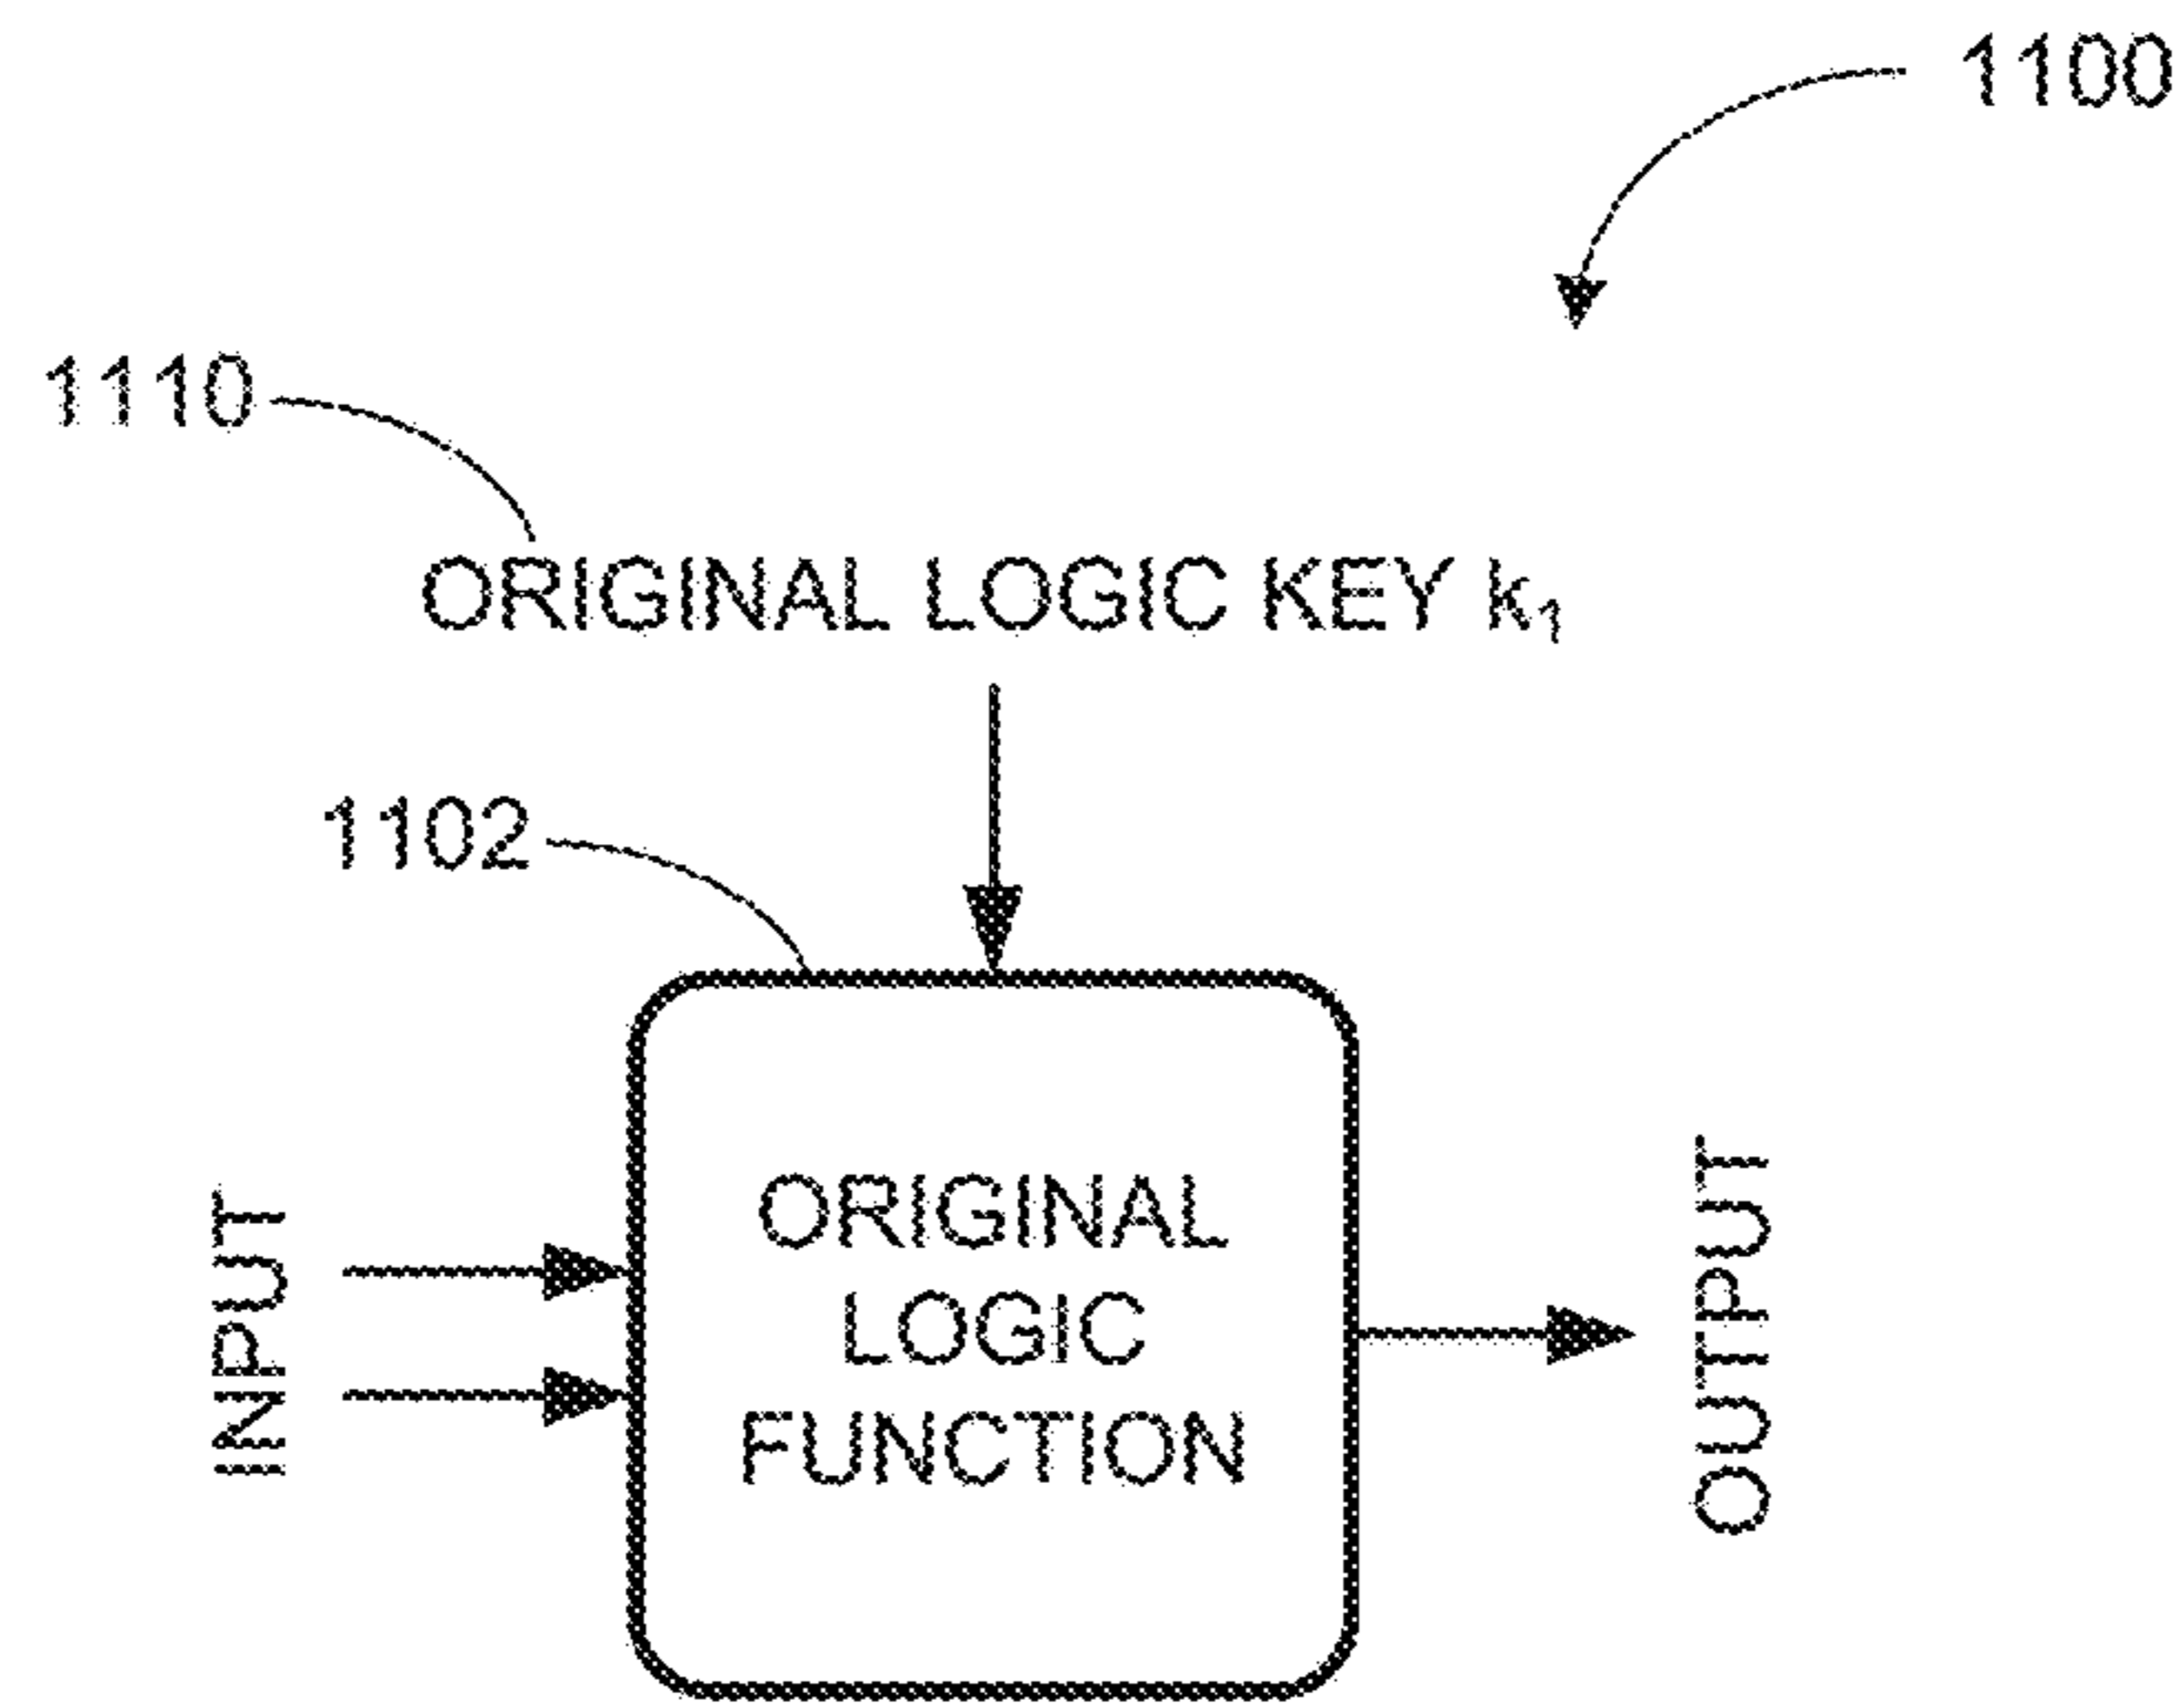 1100
1110
ORIGINAL LOGIC KEY k₁
1102
ORIGINAL
LOGIC
FUNCTION
INPUT
OUTPUT